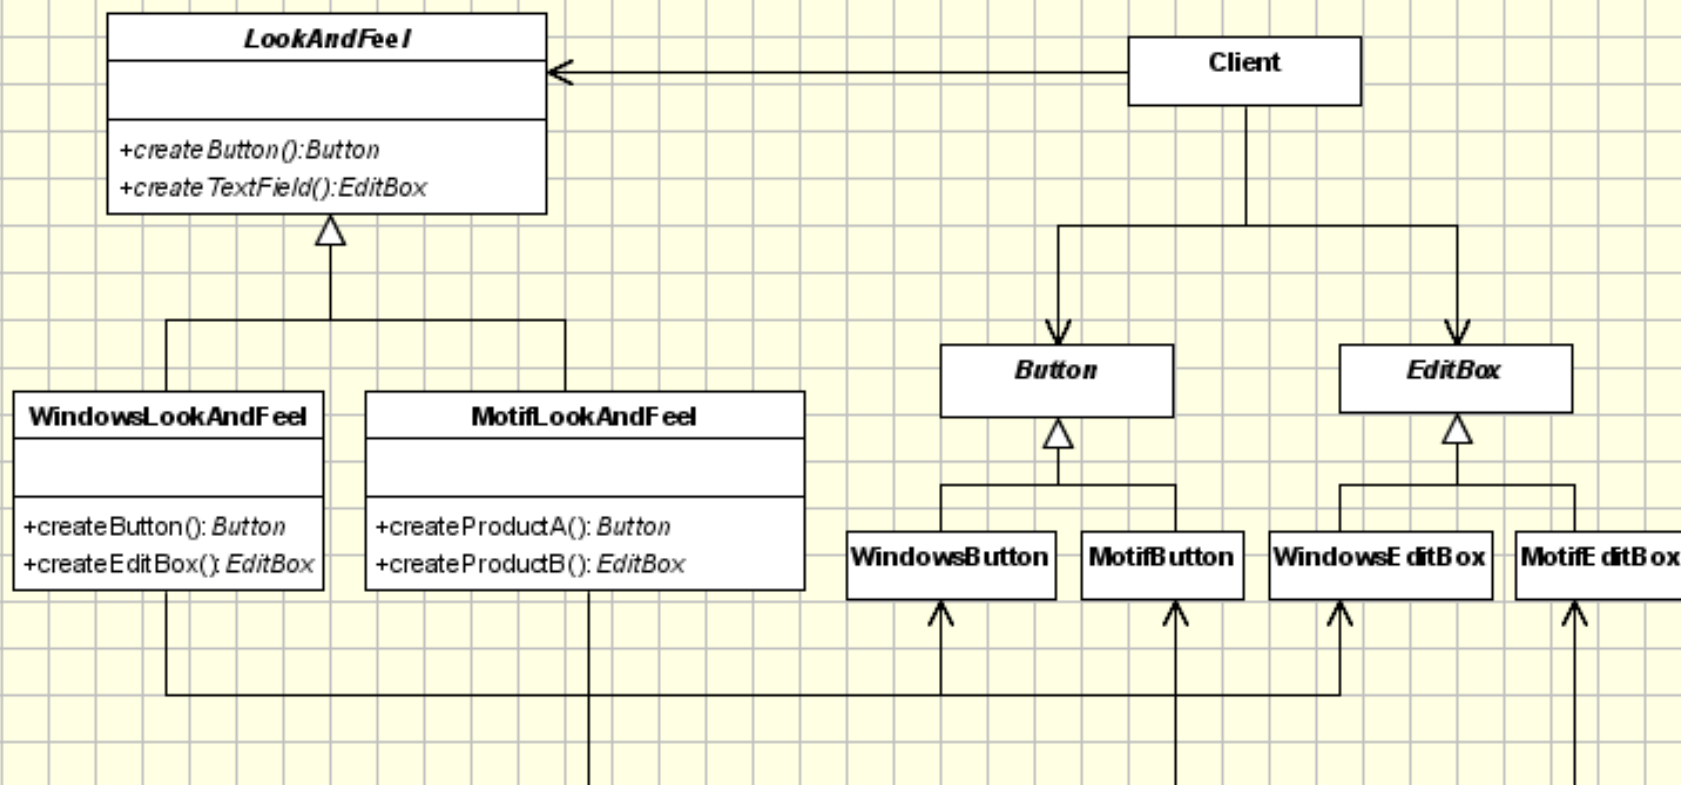 LookAndFeel
+createButton():Button
+createTextField():EditBox
Client
WindowsLookAndFeel
+createButton(): Button
+createEditBox(): EditBox
MotifLookAndFeel
+createProductA(): Button
+createProductB(): EditBox
Button
EditBox
WindowsButton
MotifButton
WindowsEditBox
MotifEditBox